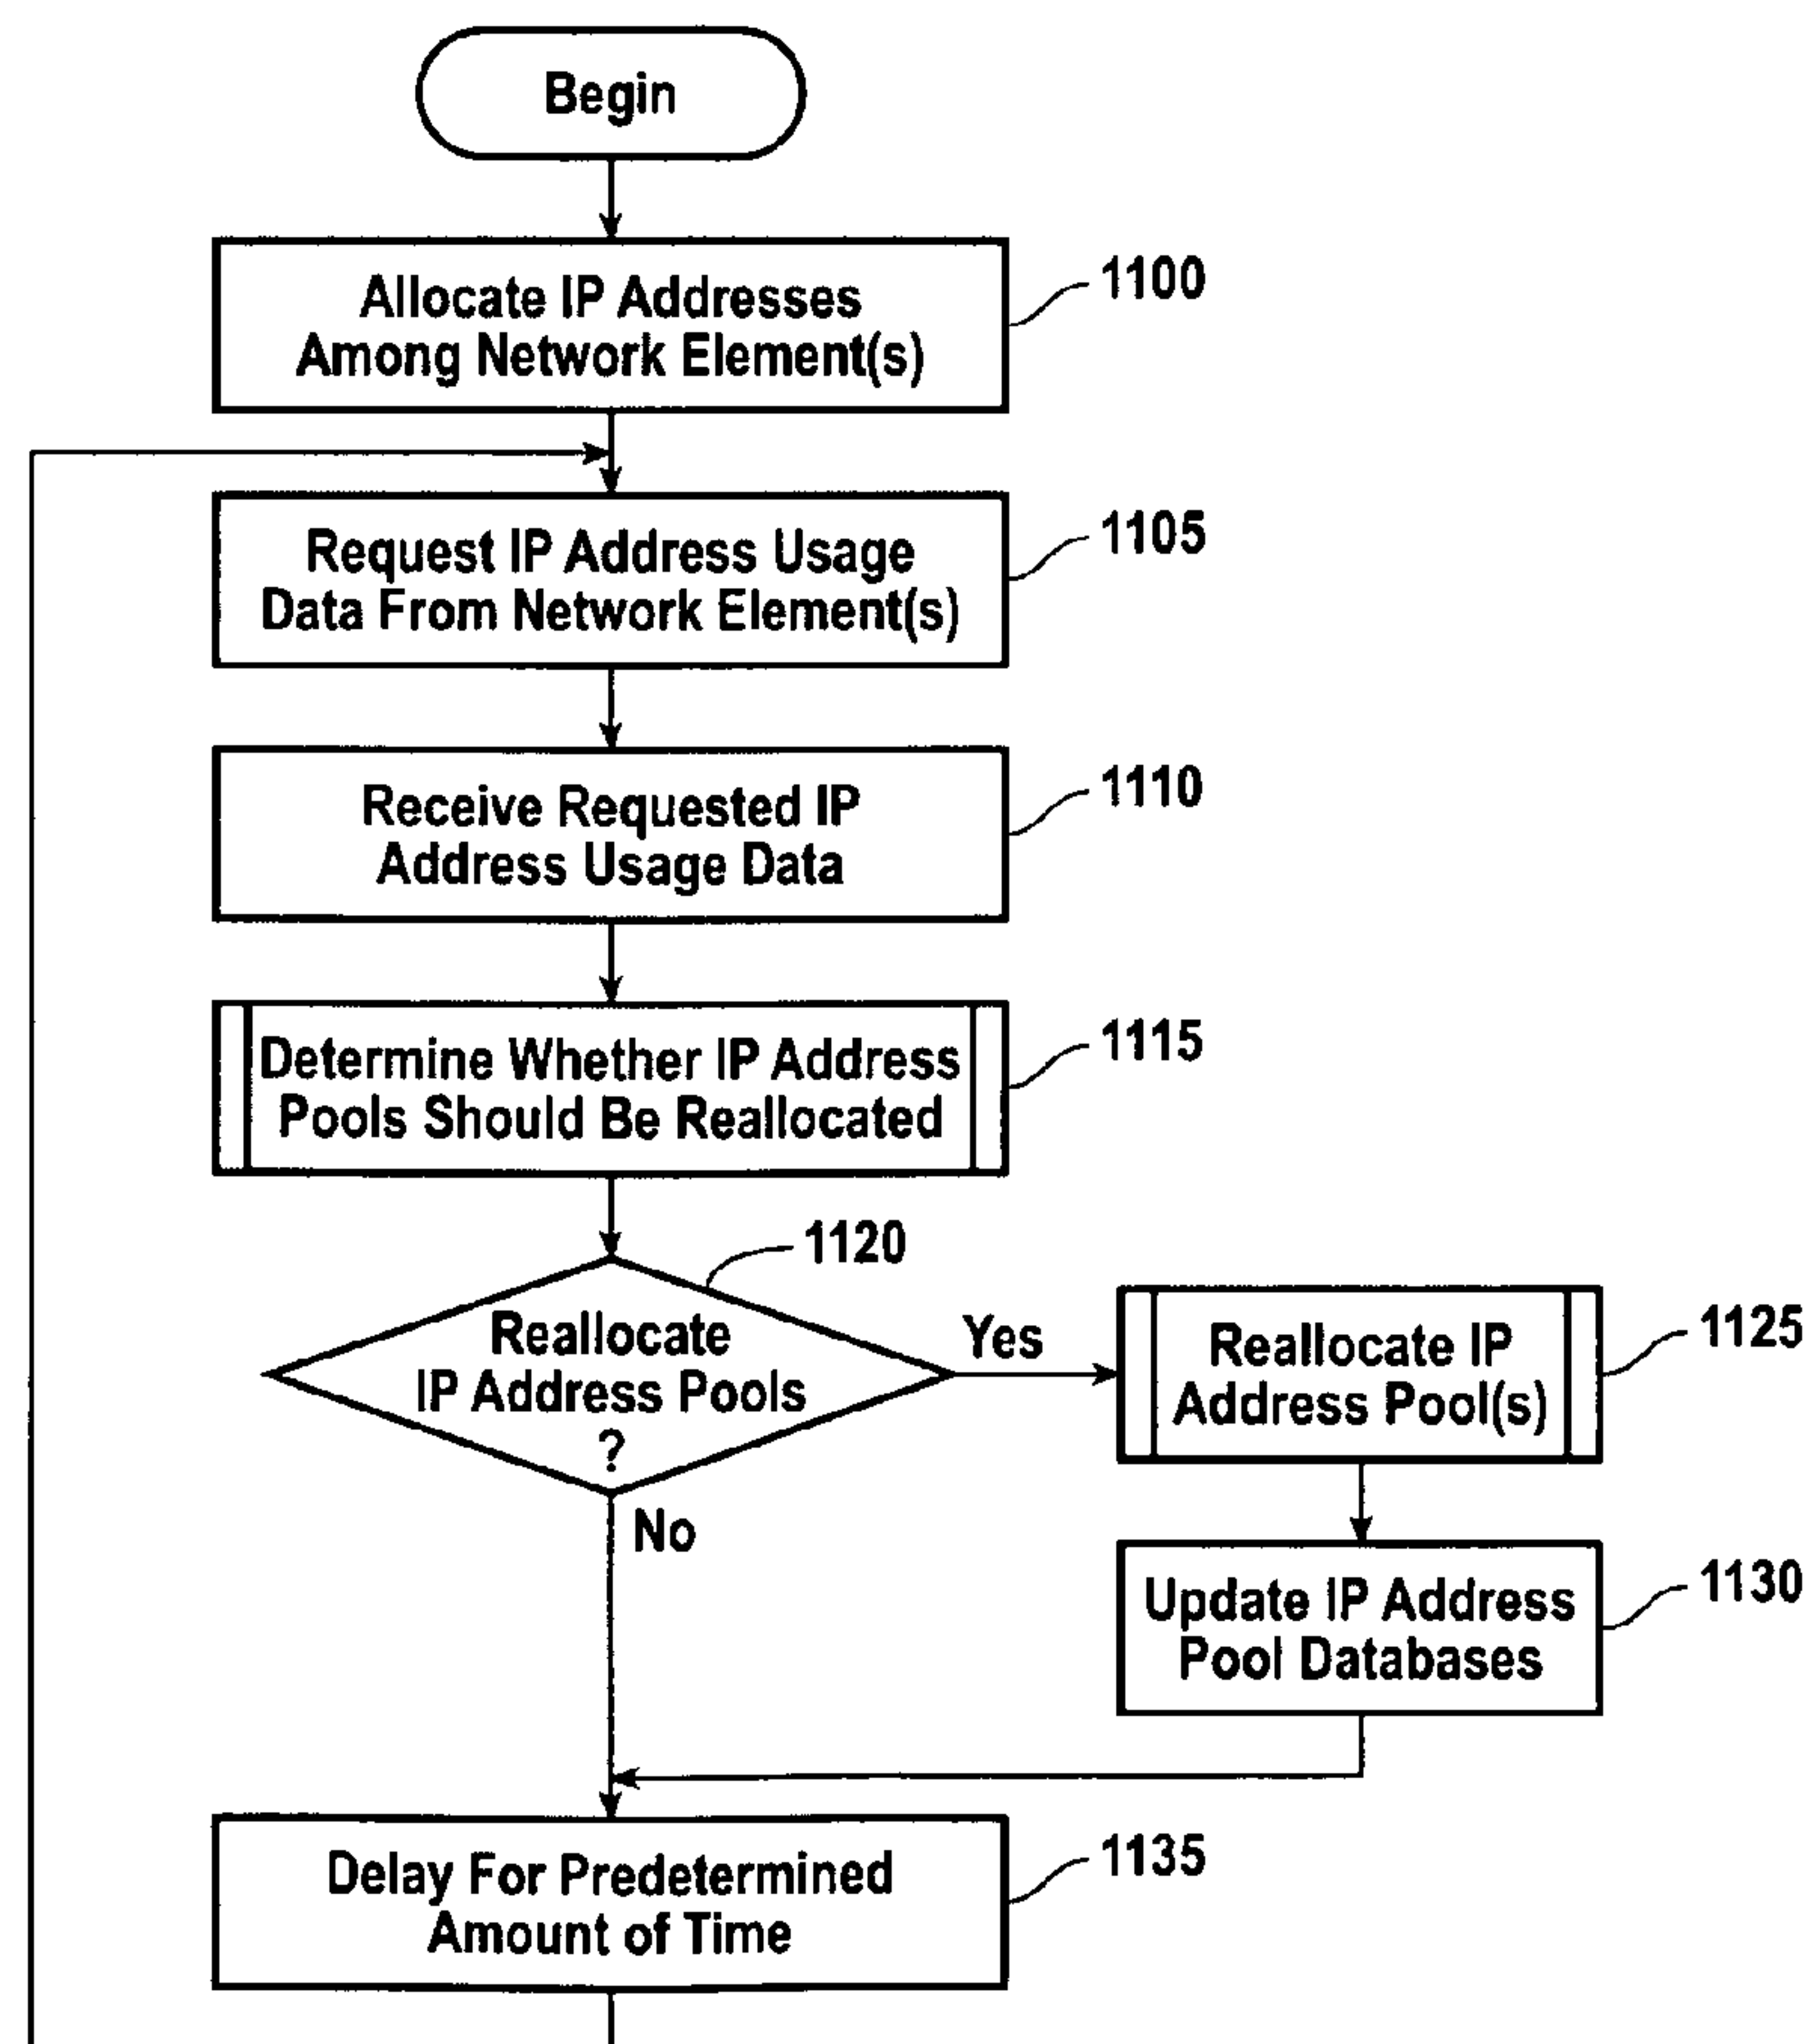 Begin
Allocate IP Addresses
Among Network Element(s)
1100
Request IP Address Usage
Data From Network Element(s)
1105
Receive Requested IP
Address Usage Data
1110
Determine Whether IP Address
Pools Should Be Reallocated
1115
1120
Reallocate
IP Address Pools
?
Yes
No
Reallocate IP
Address Pool(s)
1125
Update IP Address
Pool Databases
1130
Delay For Predetermined
Amount of Time
1135